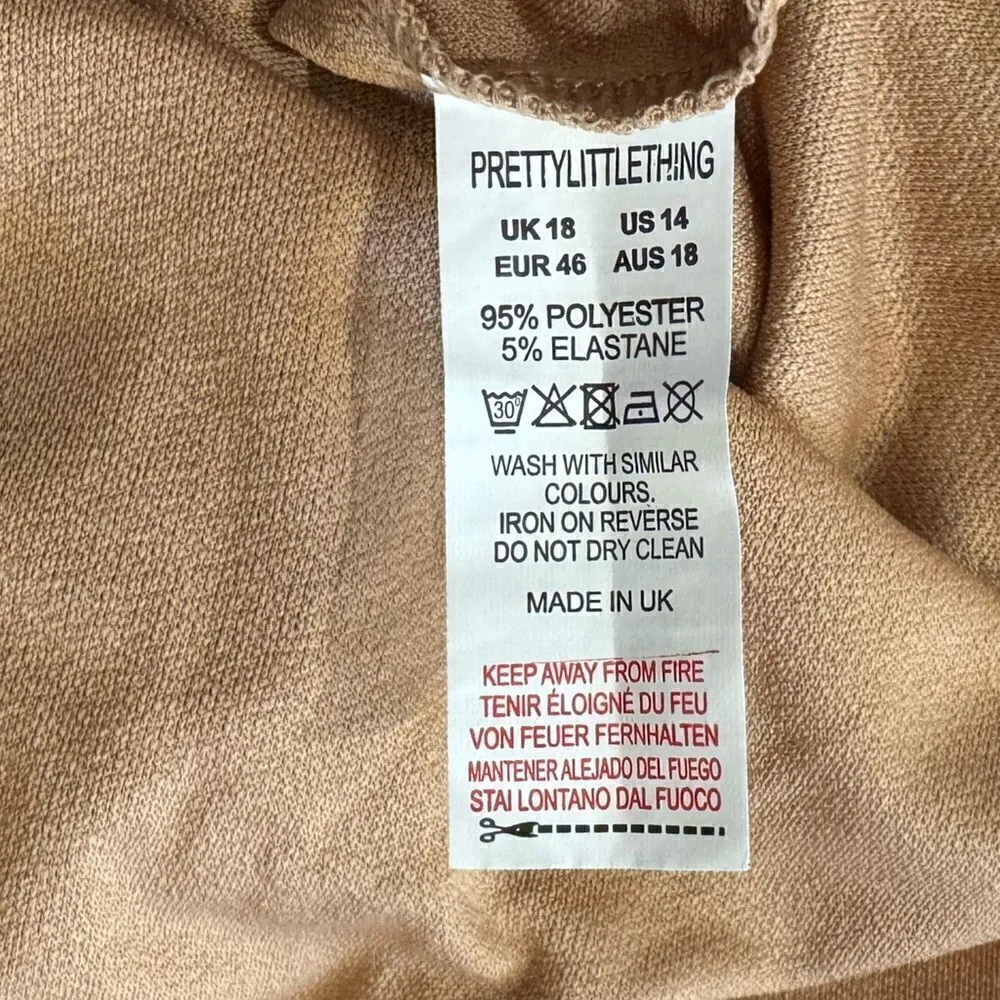 PRETTYLITTLETHING
UK 18 US 14
EUR 46 AUS 18
95% POLYESTER
5% ELASTANE
30°
WASH WITH SIMILAR
COLOURS.
IRON ON REVERSE
DO NOT DRY CLEAN
MADE IN UK
KEEP AWAY FROM FIRE
TENIR ÉLOIGNÉ DU FEU
VON FEUER FERNHALTEN
MANTENER ALEJADO DEL FUEGO
STAI LONTANO DAL FUOCO